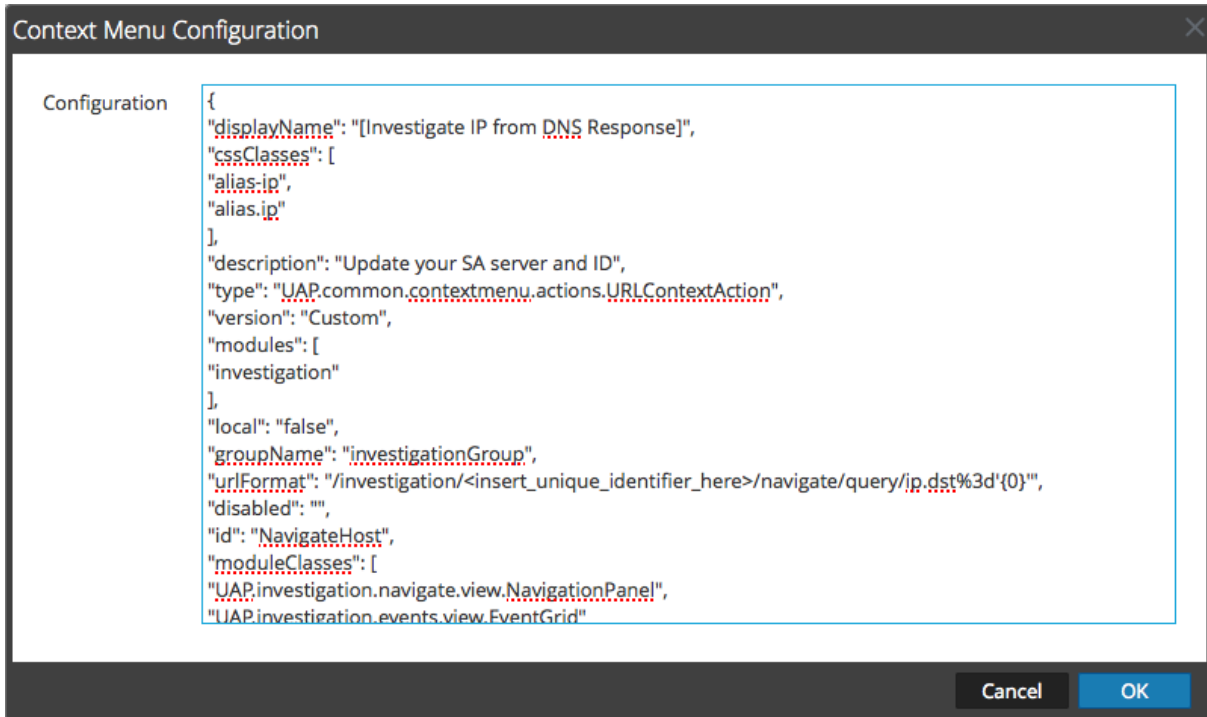 Context Menu Configuration
Configuration
{
"displayName": "[Investigate IP from DNS Response]",
"cssClasses": [
"alias-ip",
"alias.ip"
],
"description": "Update your SA server and ID",
"type": "UAP.common.contextmenu.actions.URLContextAction",
"version": "Custom",
"modules": [
"investigation"
],
"local": "false",
"groupName": "investigationGroup",
"urlFormat": "/investigation/<insert_unique_identifier_here>/navigate/query/ip.dst%3d'{0}'",
"disabled": "",
"id": "NavigateHost",
"moduleClasses": [
"UAP.investigation.navigate.view.NavigationPanel",
"UAP.investigation.events.view.EventGrid"
Cancel OK